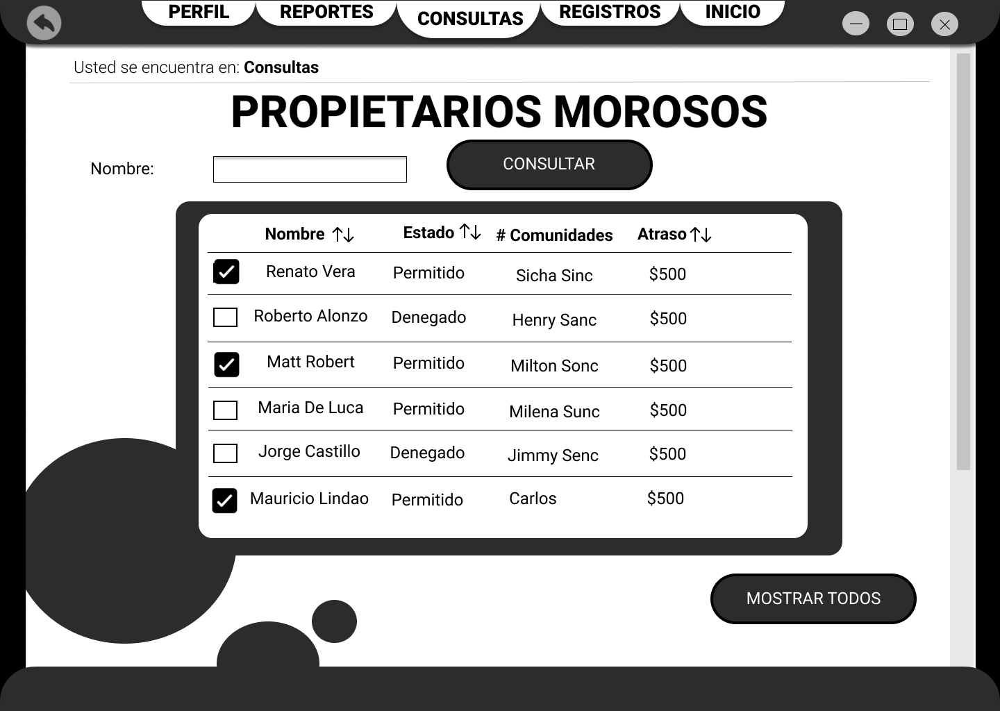 PERFIL REPORTES CONSULTAS REGISTROS INICIO
Usted se encuentra en: Consultas
PROPIETARIOS MOROSOS
Nombre: CONSULTAR
Nombre Estado # Comunidades Atraso
Renato Vera Permitido Sicha Sinc $500
Roberto Alonzo Denegado Henry Sanc $500
Matt Robert Permitido Milton Sonc $500
Maria De Luca Permitido Milena Sunc $500
Jorge Castillo Denegado Jimmy Senc $500
Mauricio Lindao Permitido Carlos $500
MOSTRAR TODOS